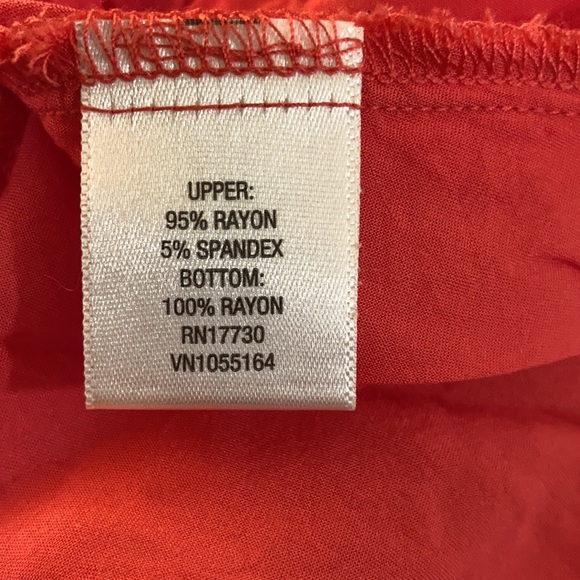 UPPER:
95% RAYON
5% SPANDEX
BOTTOM:
100% RAYON
RN17730
VN1055164